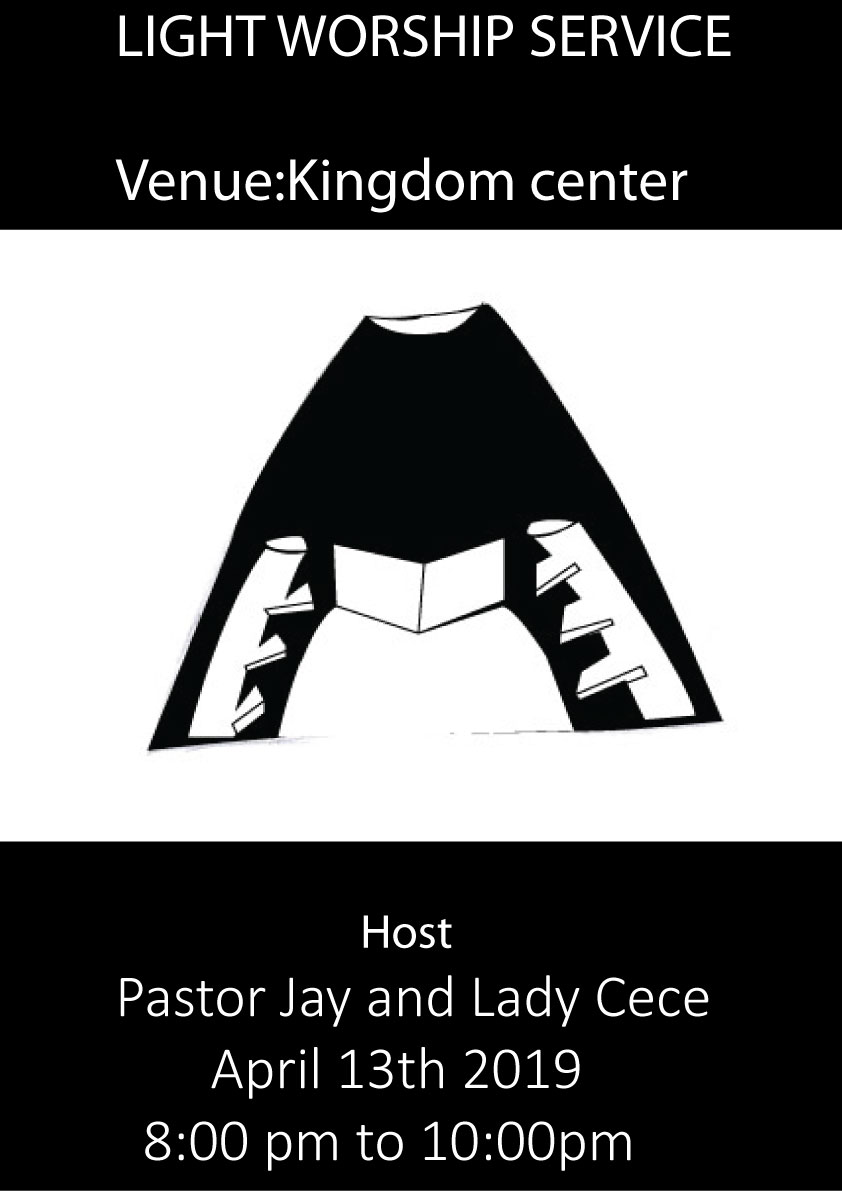 LIGHT WORSHIP SERVICE
Venue:Kingdom center
Host
Pastor Jay and Lady Cece
April 13th 2019
8:00 pm to 10:00pm